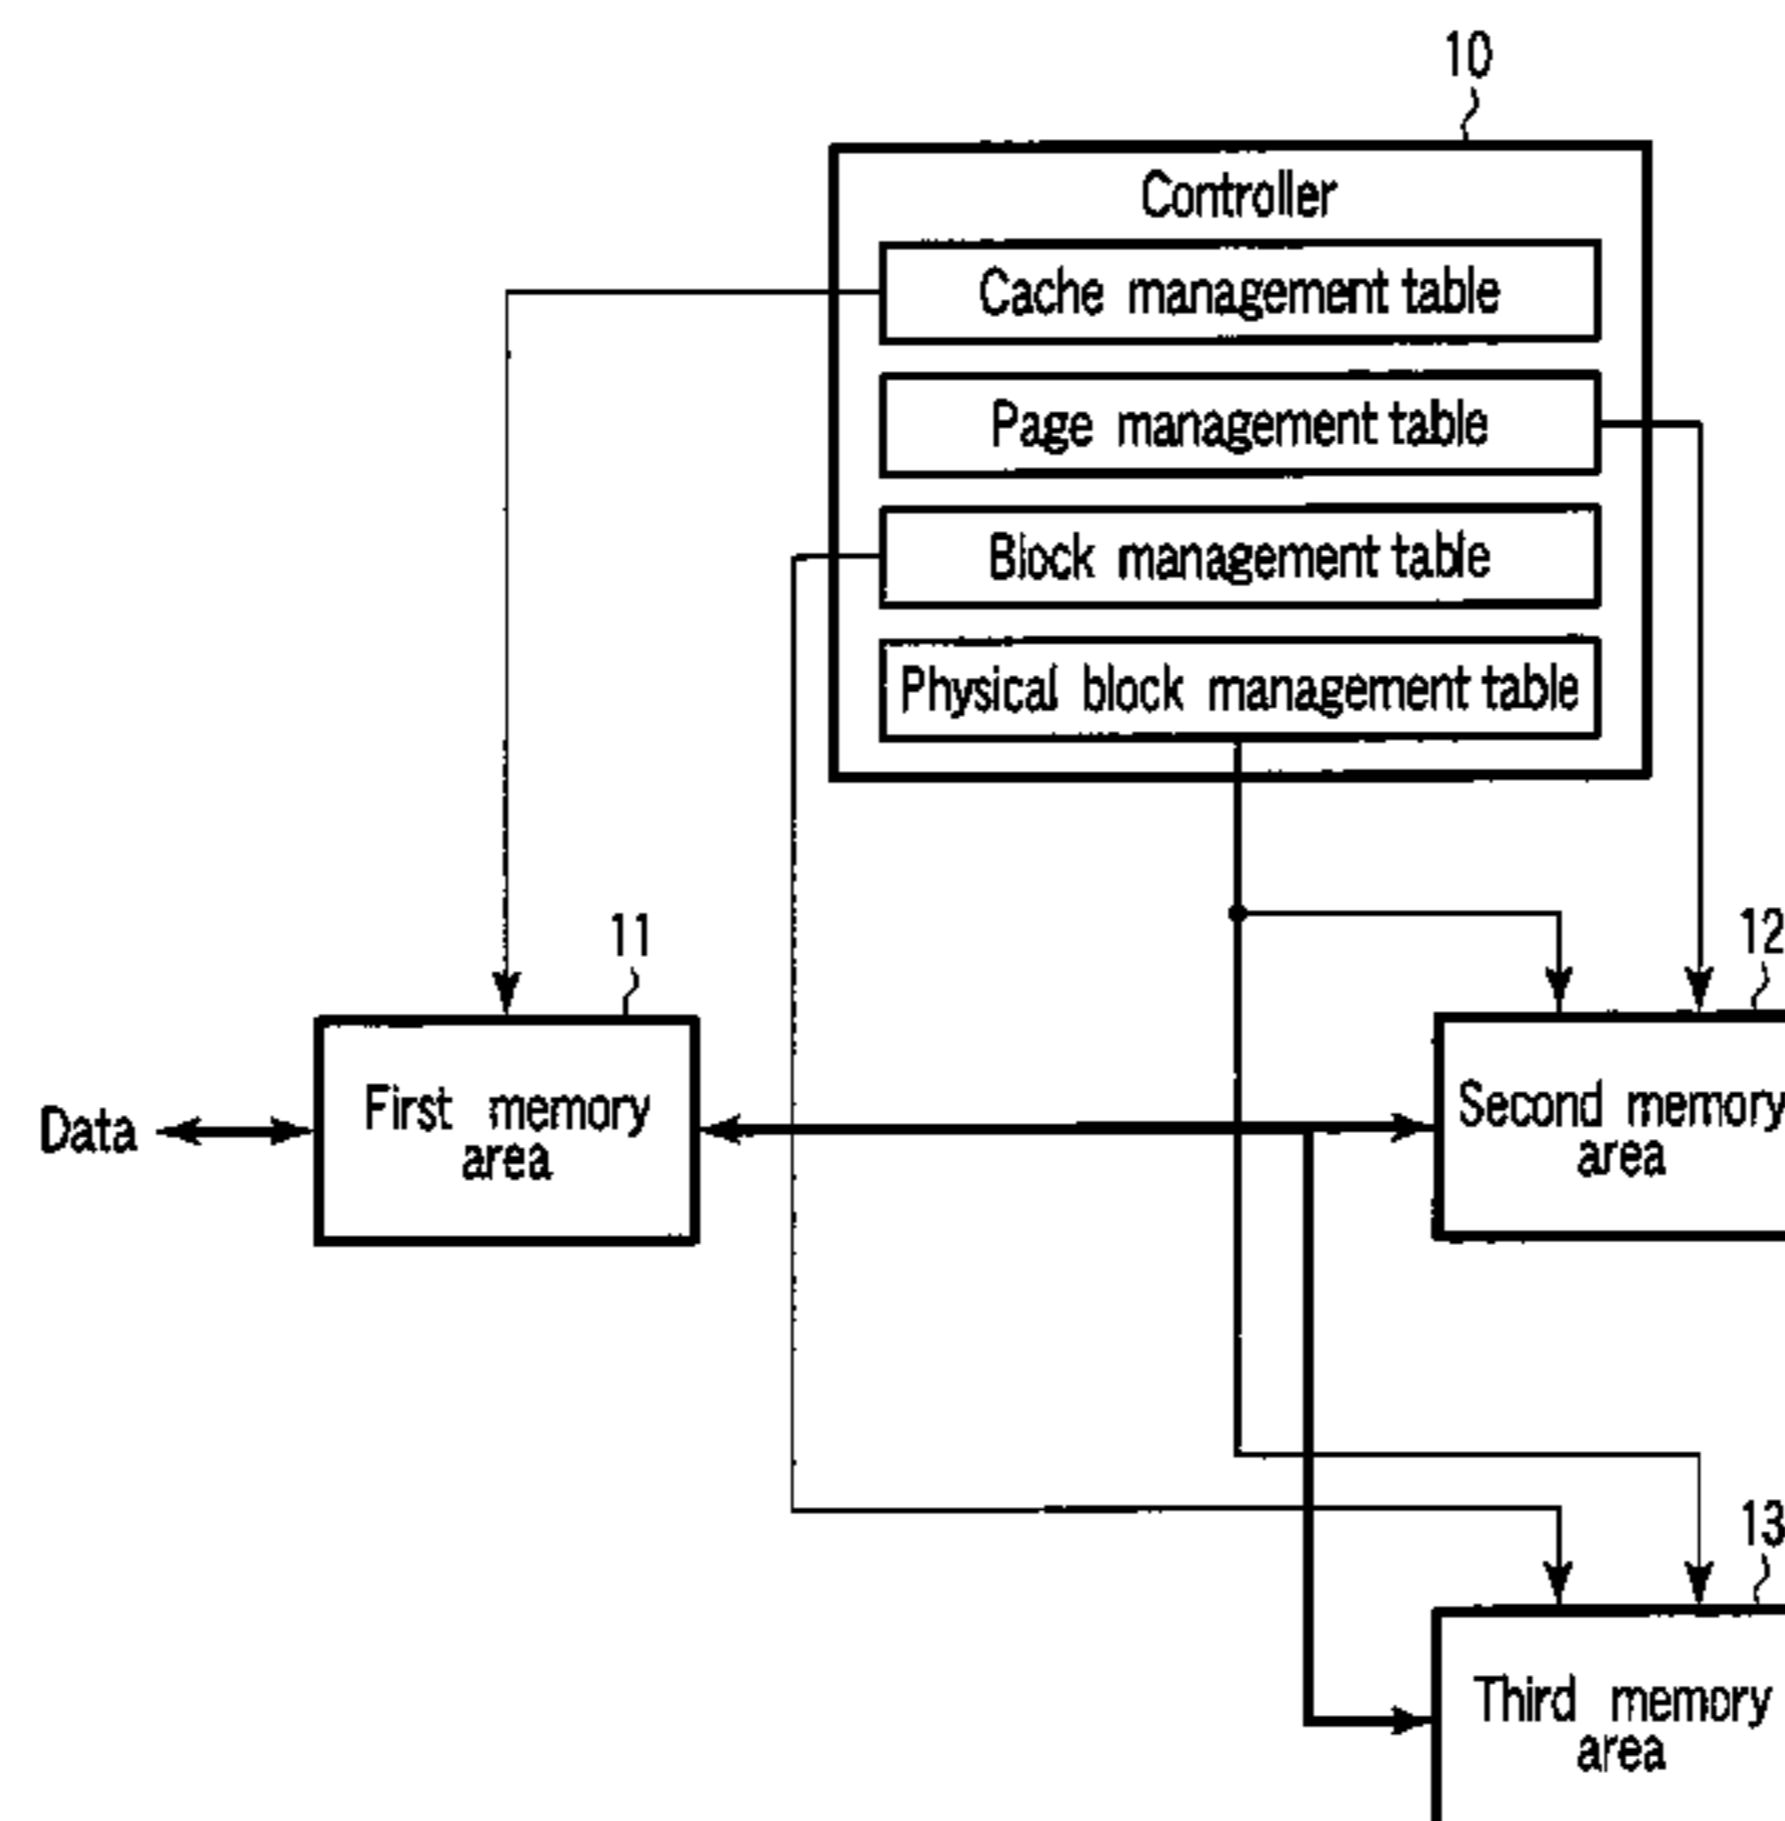 10
Controller
Cache management table
Page management table
Block management table
Physical block management table
11
12
Data
First memory
area
Second memory
area
13
Third memory
area